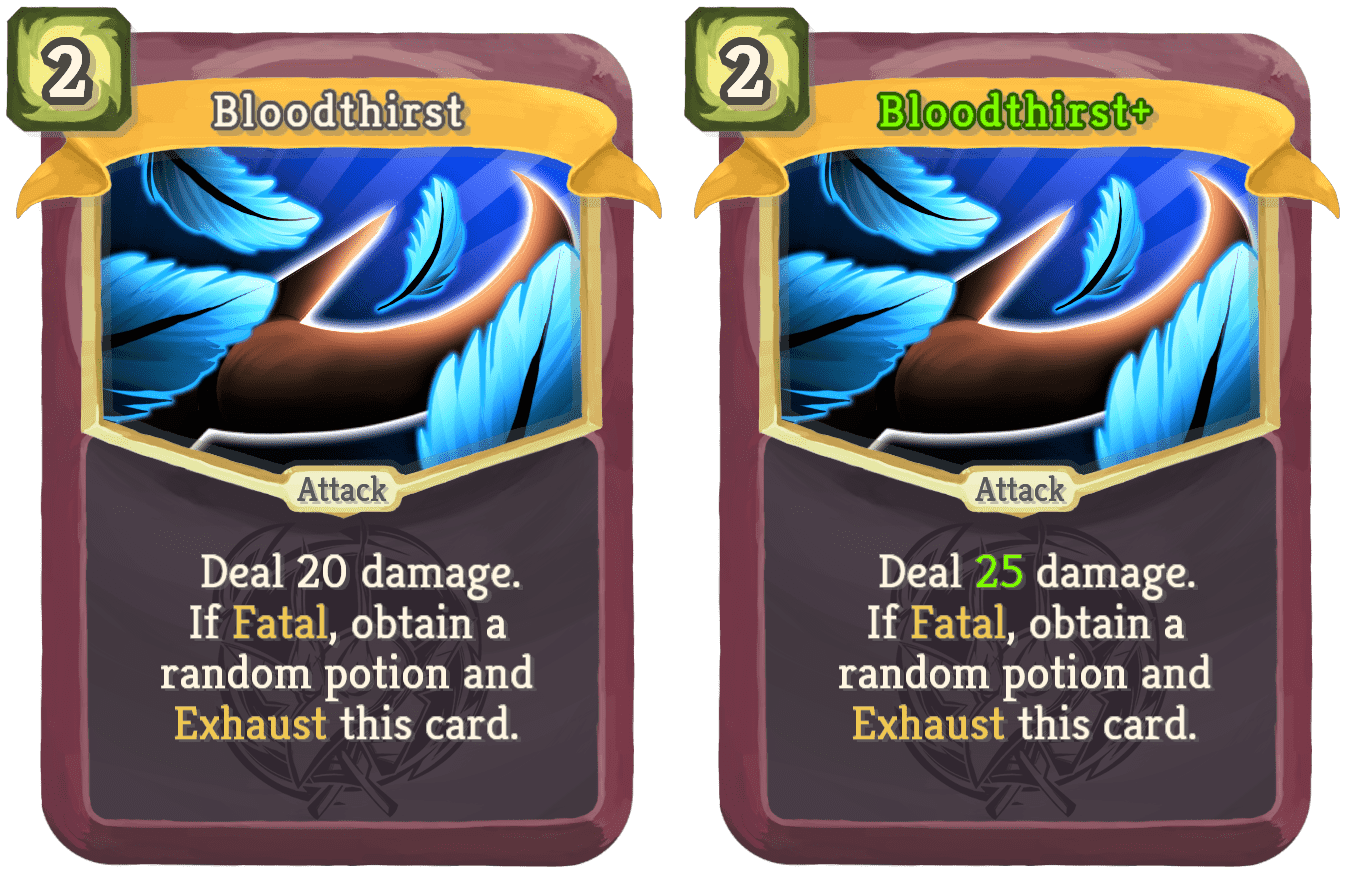 2
Bloodthirst
Attack
Deal 20 damage.
If Fatal, obtain a
random potion and
Exhaust this card.
2
Bloodthirst+
Attack
Deal 25 damage.
If Fatal, obtain a
random potion and
Exhaust this card.